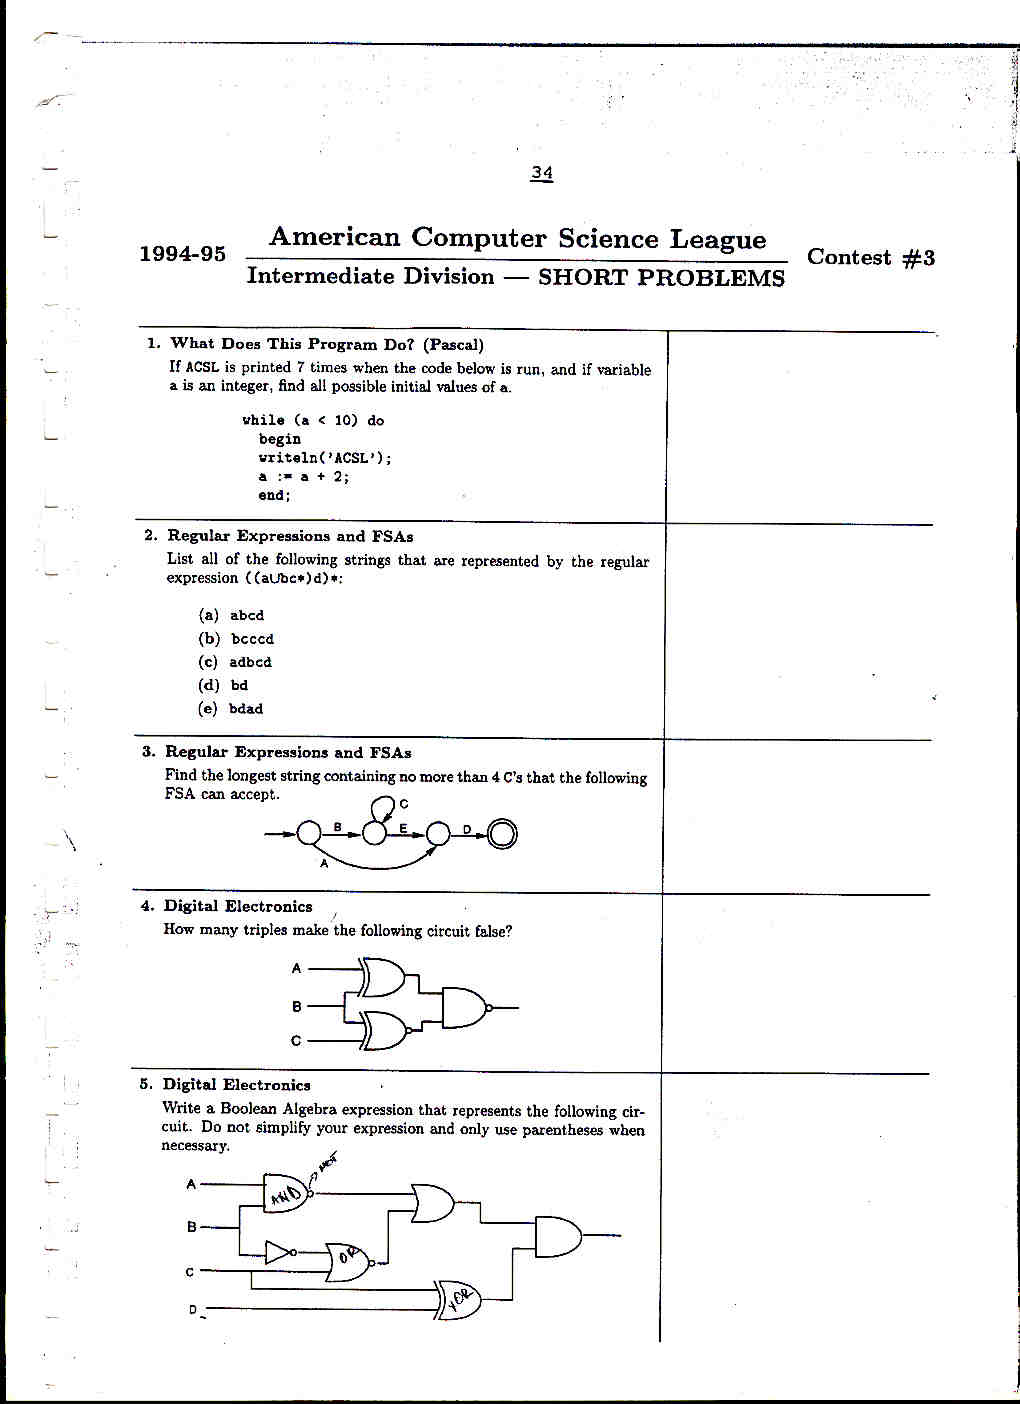 34
1994-95
American Computer Science League
Contest #3
Intermediate Division — SHORT PROBLEMS
1. What Does This Program Do? (Pascal)
If ACSL is printed 7 times when the code below is run, and if variable
a is an integer, find all possible initial values of a.
while (a < 10) do
begin
writeln('ACSL');
a := a + 2;
end;
2. Regular Expressions and FSAs
List all of the following strings that are represented by the regular
expression ((aUbc*)d)*:
(a) abcd
(b) bcccd
(c) adbcd
(d) bd
(e) bdad
3. Regular Expressions and FSAs
Find the longest string containing no more than 4 C's that the following
FSA can accept.
C
B E D
A
4. Digital Electronics
How many triples make the following circuit false?
A
B
C
5. Digital Electronics
Write a Boolean Algebra expression that represents the following cir-
cuit. Do not simplify your expression and only use parentheses when
necessary.
NOT
A
AND
B
OR
C
XOR
D